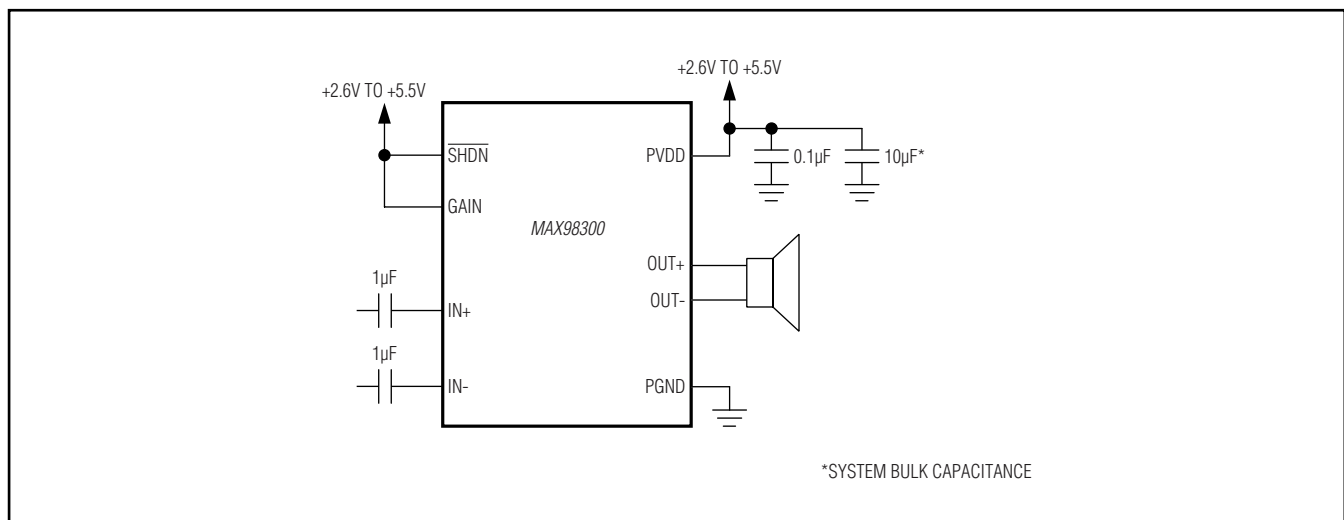 +2.6V TO +5.5V
+2.6V TO +5.5V
SHDN
PVDD
0.1µF
10µF*
GAIN
MAX98300
OUT+
1µF
OUT-
IN+
1µF
IN-
PGND
*SYSTEM BULK CAPACITANCE